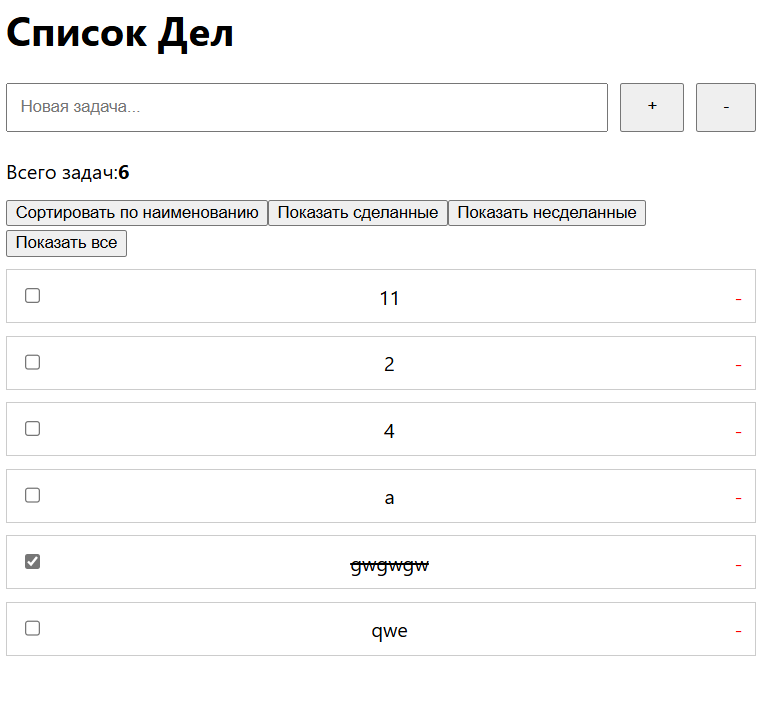 Список Дел
Новая задача...
+ -
Всего задач:6
Сортировать по наименованию Показать сделанные Показать несделанные
Показать все
11 -
2 -
4 -
a -
gwgwgw -
qwe -